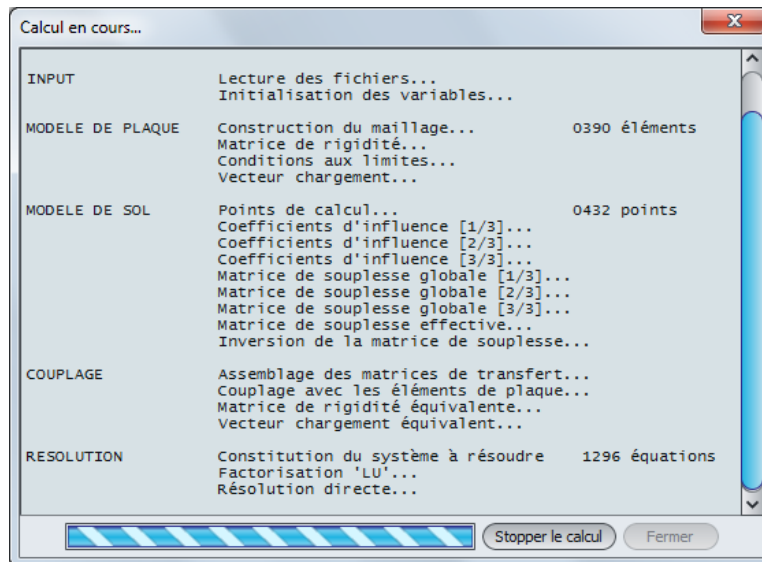 Calcul en cours...
INPUT Lecture des fichiers...
Initialisation des variables...
MODELE DE PLAQUE Construction du maillage... 0390 éléments
Matrice de rigidité...
Conditions aux limites...
Vecteur chargement...
MODELE DE SOL Points de calcul... 0432 points
Coefficients d'influence [1/3]...
Coefficients d'influence [2/3]...
Coefficients d'influence [3/3]...
Matrice de souplesse globale [1/3]...
Matrice de souplesse globale [2/3]...
Matrice de souplesse globale [3/3]...
Matrice de souplesse effective...
Inversion de la matrice de souplesse...
COUPLAGE Assemblage des matrices de transfert...
Couplage avec les éléments de plaque...
Matrice de rigidité équivalente...
Vecteur chargement équivalent...
RESOLUTION Constitution du système à résoudre 1296 équations
Factorisation 'LU'...
Résolution directe...
Stopper le calcul Fermer